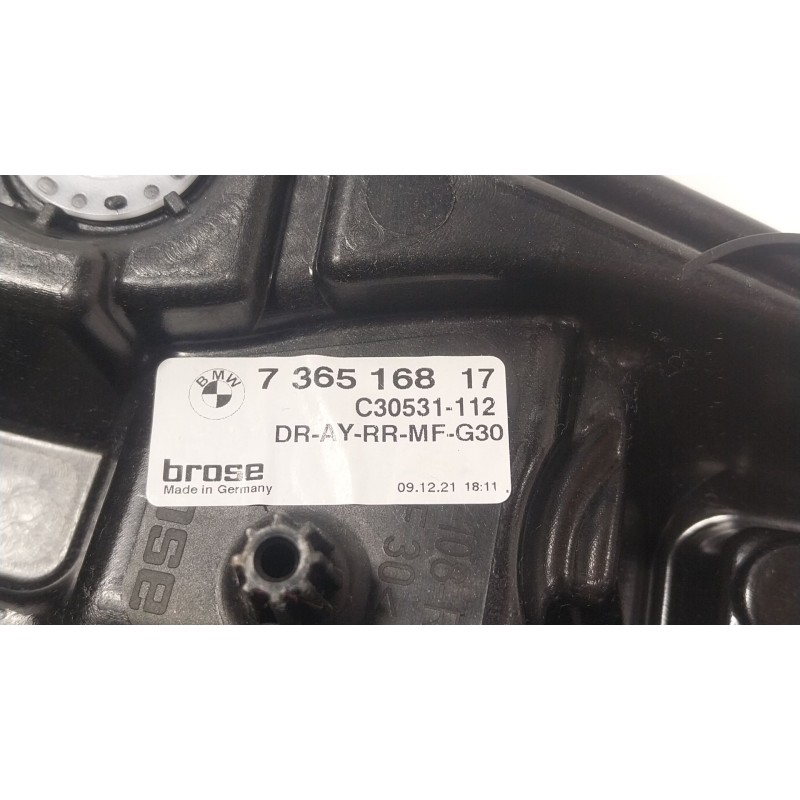 BMW
7 365 168 17
C30531-112
DR-AY-RR-MF-G30
brose
Made in Germany
09.12.21 18:11